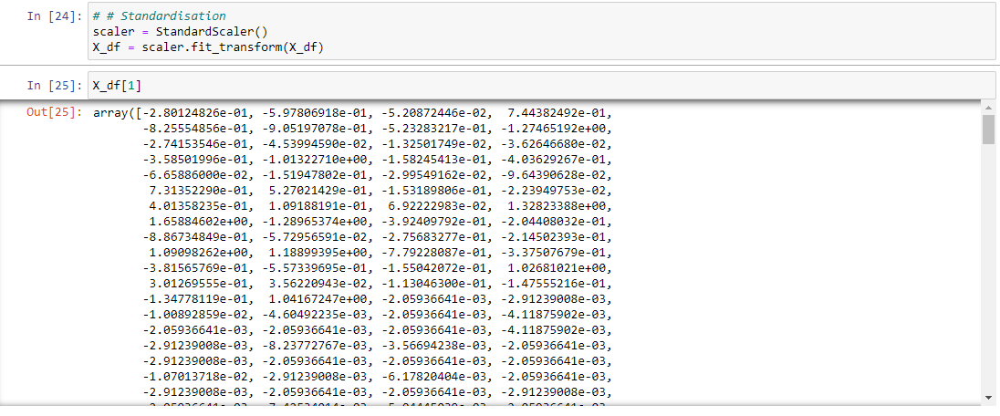 In [24]: # # Standardisation
scaler = StandardScaler()
X_df = scaler.fit_transform(X_df)
In [25]: X_df[1]
Out[25]: array([-2.80124826e-01, -5.97806918e-01, -5.20872446e-02,  7.44382492e-01,
-8.25554856e-01, -9.05197078e-01, -5.23283217e-01, -1.27465192e+00,
-2.74153546e-01, -4.53994590e-02, -1.32501749e-02, -3.62646680e-02,
-3.58501996e-01, -1.01322710e+00, -1.58245413e-01, -4.03629267e-01,
-6.65886000e-02, -1.51947802e-01, -2.99549162e-02, -9.64390628e-02,
7.31352290e-01,  5.27021429e-01, -1.53189806e-01, -2.23949753e-02,
4.01358235e-01,  1.09188191e-01,  6.92222983e-02,  1.32823388e+00,
1.65884602e+00, -1.28965374e+00, -3.92409792e-01, -2.04408032e-01,
-8.86734849e-01, -5.72956591e-02, -2.75683277e-01, -2.14502393e-01,
1.09098262e+00,  1.18899395e+00, -7.79228087e-01, -3.37507679e-01,
-3.81565769e-01, -5.57339695e-01, -1.55042072e-01,  1.02681021e+00,
3.01269555e-01,  3.56220943e-02, -1.13046300e-01, -1.47555216e-01,
-1.34778119e-01,  1.04167247e+00, -2.05936641e-03, -2.91239008e-03,
-1.00892859e-02, -4.60492235e-03, -2.05936641e-03, -4.11875902e-03,
-2.05936641e-03, -2.05936641e-03, -2.05936641e-03, -4.11875902e-03,
-2.91239008e-03, -8.23772767e-03, -3.56694238e-03, -2.05936641e-03,
-2.91239008e-03, -2.05936641e-03, -2.05936641e-03, -2.05936641e-03,
-1.07013718e-02, -2.91239008e-03, -6.17820404e-03, -2.05936641e-03,
-2.91239008e-03, -2.05936641e-03, -2.05936641e-03, -2.05936641e-03,